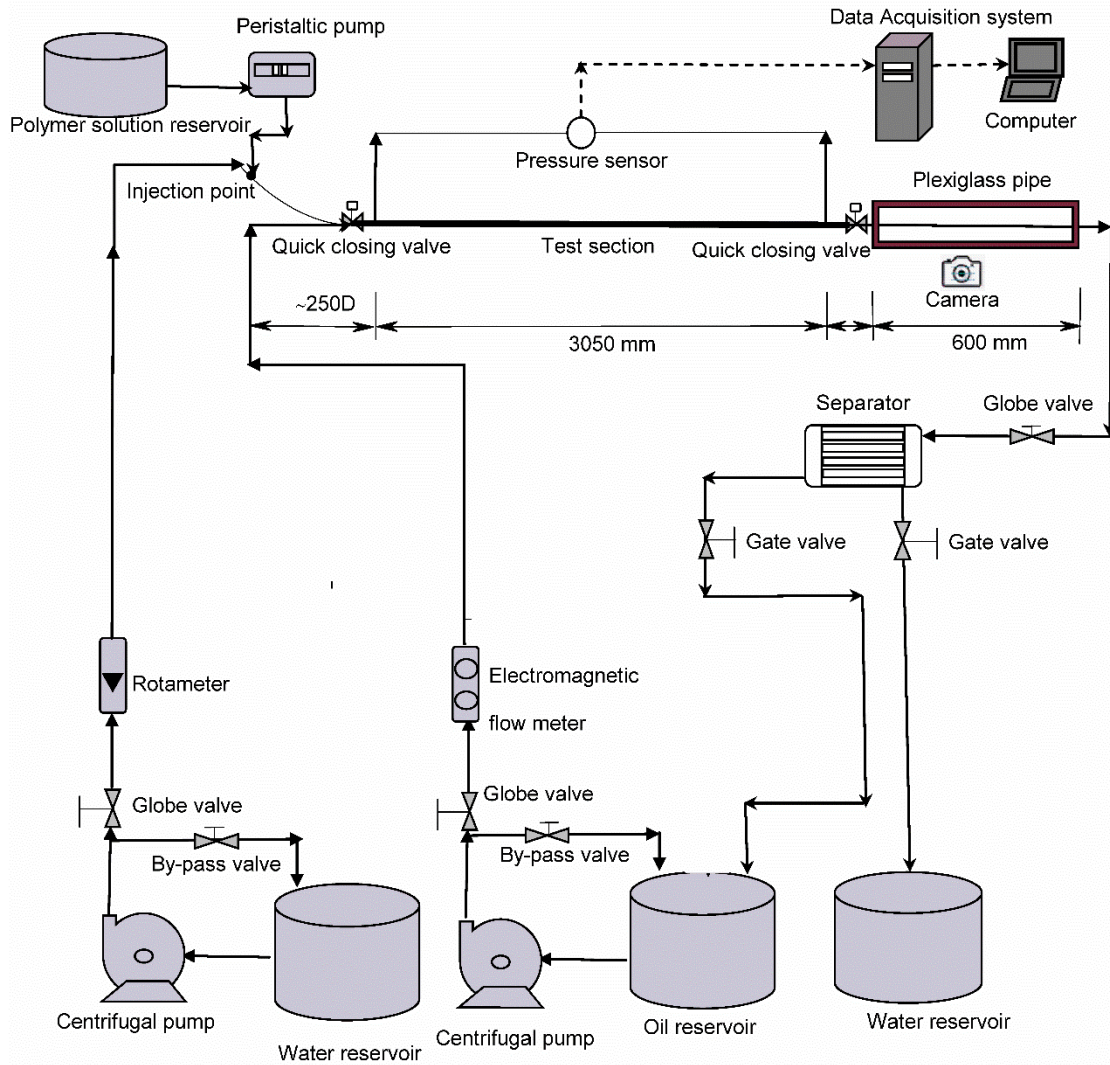 Peristaltic pump
Data Acquisition system
Polymer solution reservoir
Computer
Pressure sensor
Injection point
Plexiglass pipe
Quick closing valve
Test section
Quick closing valve
Camera
~250D
3050 mm
600 mm
Separator
Globe valve
Gate valve
Gate valve
Rotameter
Electromagnetic
flow meter
Globe valve
Globe valve
By-pass valve
By-pass valve
Centrifugal pump
Water reservoir
Centrifugal pump
Oil reservoir
Water reservoir